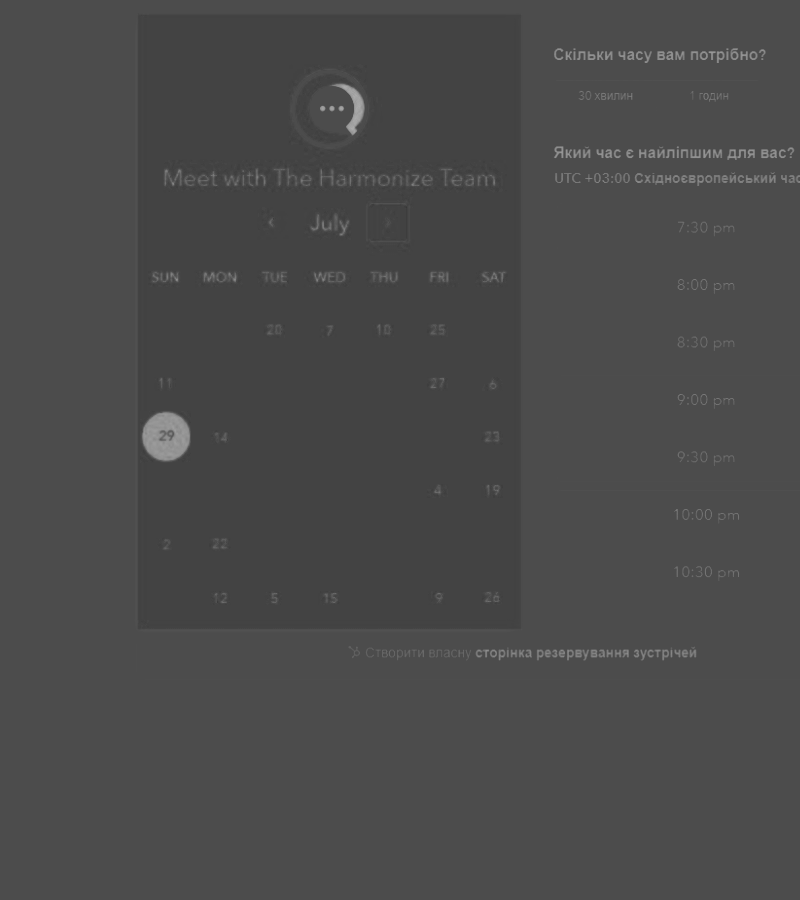 Meet with The Harmonize Team
July
SUN MON TUE WED THU FRI SAT
20 7 10 25
11 27 6
29 14 23
4 19
2 22
12 5 15 9 26
Скільки часу вам потрібно?
30 хвилин 1 годин
Який час є найліпшим для вас?
UTC +03:00 Східноєвропейський час
7:30 pm
8:00 pm
8:30 pm
9:00 pm
9:30 pm
10:00 pm
10:30 pm
Створити власну сторінка резервування зустрічей